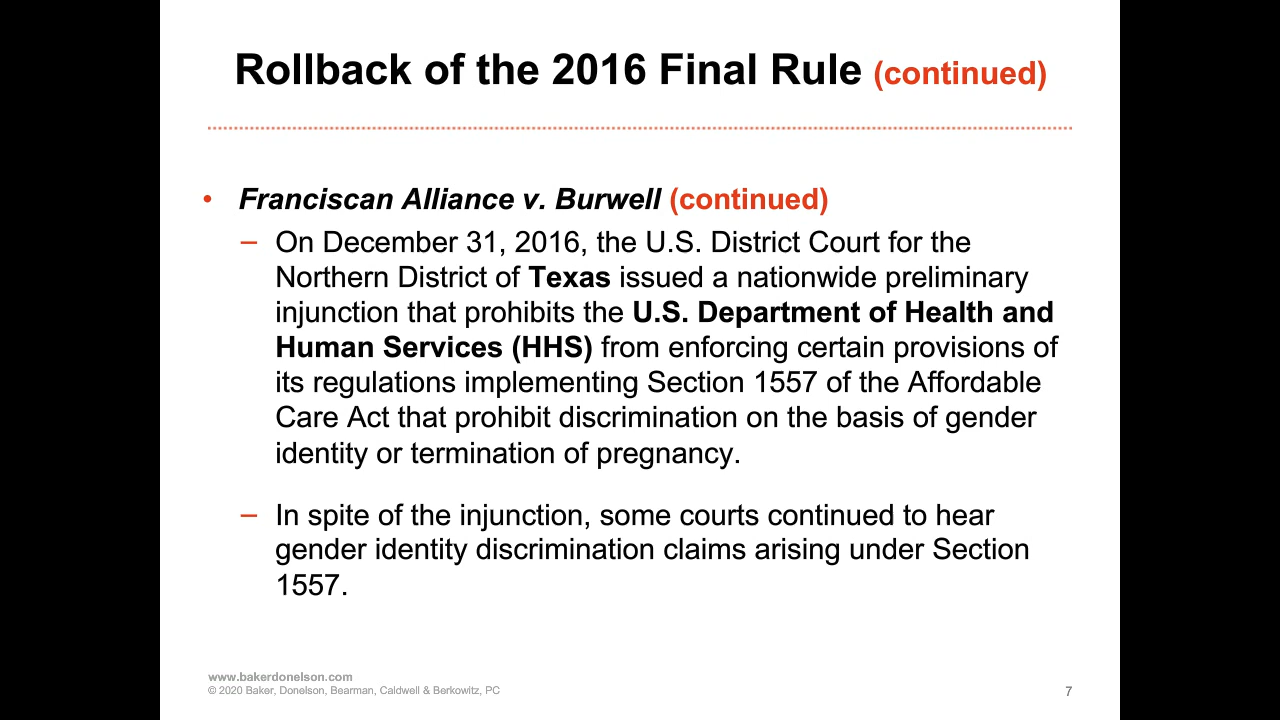 Rollback of the 2016 Final Rule (continued)
• Franciscan Alliance v. Burwell (continued)
– On December 31, 2016, the U.S. District Court for the
Northern District of Texas issued a nationwide preliminary
injunction that prohibits the U.S. Department of Health and
Human Services (HHS) from enforcing certain provisions of
its regulations implementing Section 1557 of the Affordable
Care Act that prohibit discrimination on the basis of gender
identity or termination of pregnancy.
– In spite of the injunction, some courts continued to hear
gender identity discrimination claims arising under Section
1557.
www.bakerdonelson.com
© 2020 Baker, Donelson, Bearman, Caldwell & Berkowitz, PC
7